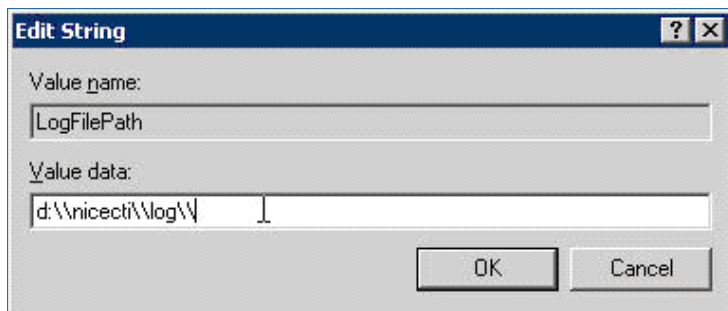 Edit String
Value name:
LogFilePath
Value data:
d:\\nicecti\\log\\
OK Cancel